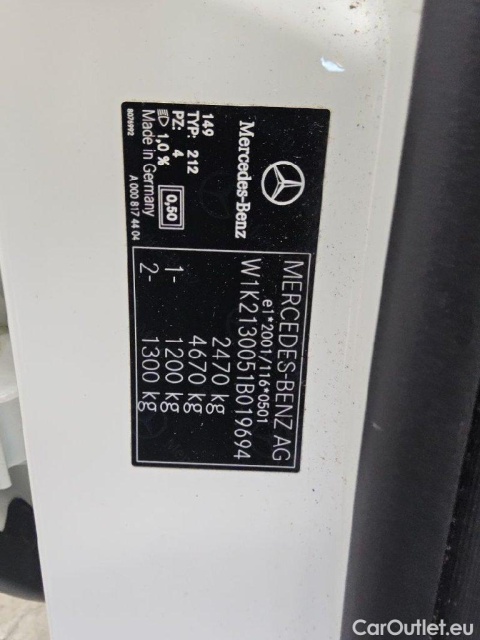 Mercedes-Benz
149
TYP: 212
PZ: 4
1,0 %
0,50
Made in Germany
A 000 817 44 04
B076992
MERCEDES-BENZ AG
e1*2001/116*0501
W1K2130051B019694
2470 kg
4670 kg
1- 1200 kg
2- 1300 kg
CarOutlet.eu